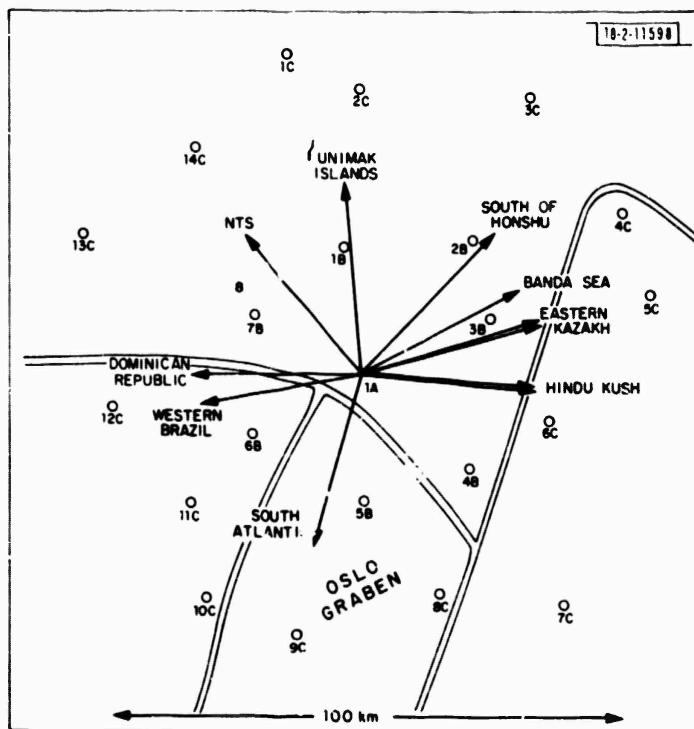 18-2-11598
1C
2C
3C
14C
UNIMAK
ISLANDS
SOUTH OF
HONSHU
4C
NTS
13C
1B
2B
BANDA SEA
8
5C
EASTERN
KAZAKH
7B
3B
DOMINICAN
REPUBLIC
1A
HINDU KUSH
12C
WESTERN
BRAZIL
6C
6B
4B
11C
SOUTH
ATLANTI
5B
OSLO
GRABEN
10C
8C
7C
9C
100 km